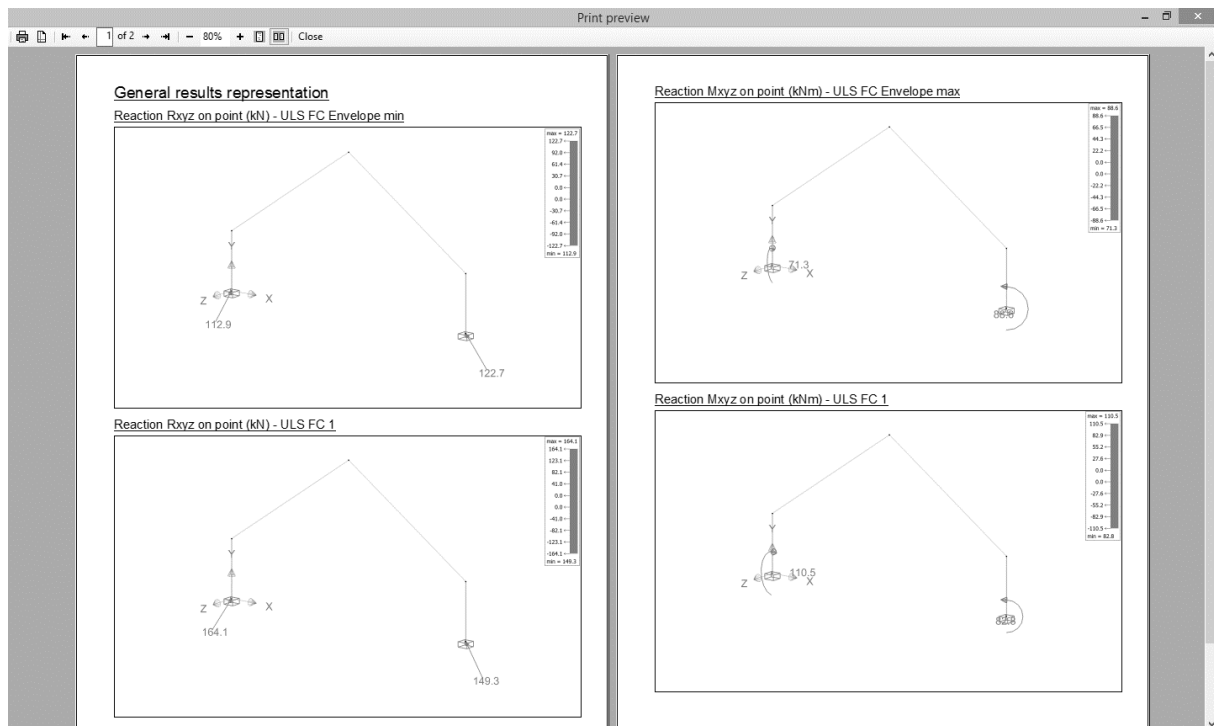 Print preview
1 of 2 80% Close
General results representation
Reaction Rxyz on point (kN) - ULS FC Envelope min
max = 122.7
122.7
92.0
61.4
30.7
0.0
0.0
-30.7
-61.4
-92.0
-122.7
min = 112.9
Y
Z X
112.9
122.7
Reaction Rxyz on point (kN) - ULS FC 1
max = 164.1
164.1
123.1
82.1
41.0
0.0
0.0
-41.0
-82.1
-123.1
-164.1
min = 149.3
Y
Z X
164.1
149.3
Reaction Mxyz on point (kNm) - ULS FC Envelope max
max = 88.6
88.6
66.5
44.3
22.2
0.0
0.0
-22.2
-44.3
-66.5
-88.6
min = 71.3
Y
71.3
Z X
88.6
Reaction Mxyz on point (kNm) - ULS FC 1
max = 110.5
110.5
82.9
55.2
27.6
0.0
0.0
-27.6
-55.2
-82.9
-110.5
min = 82.8
Y
110.5
Z X
82.8